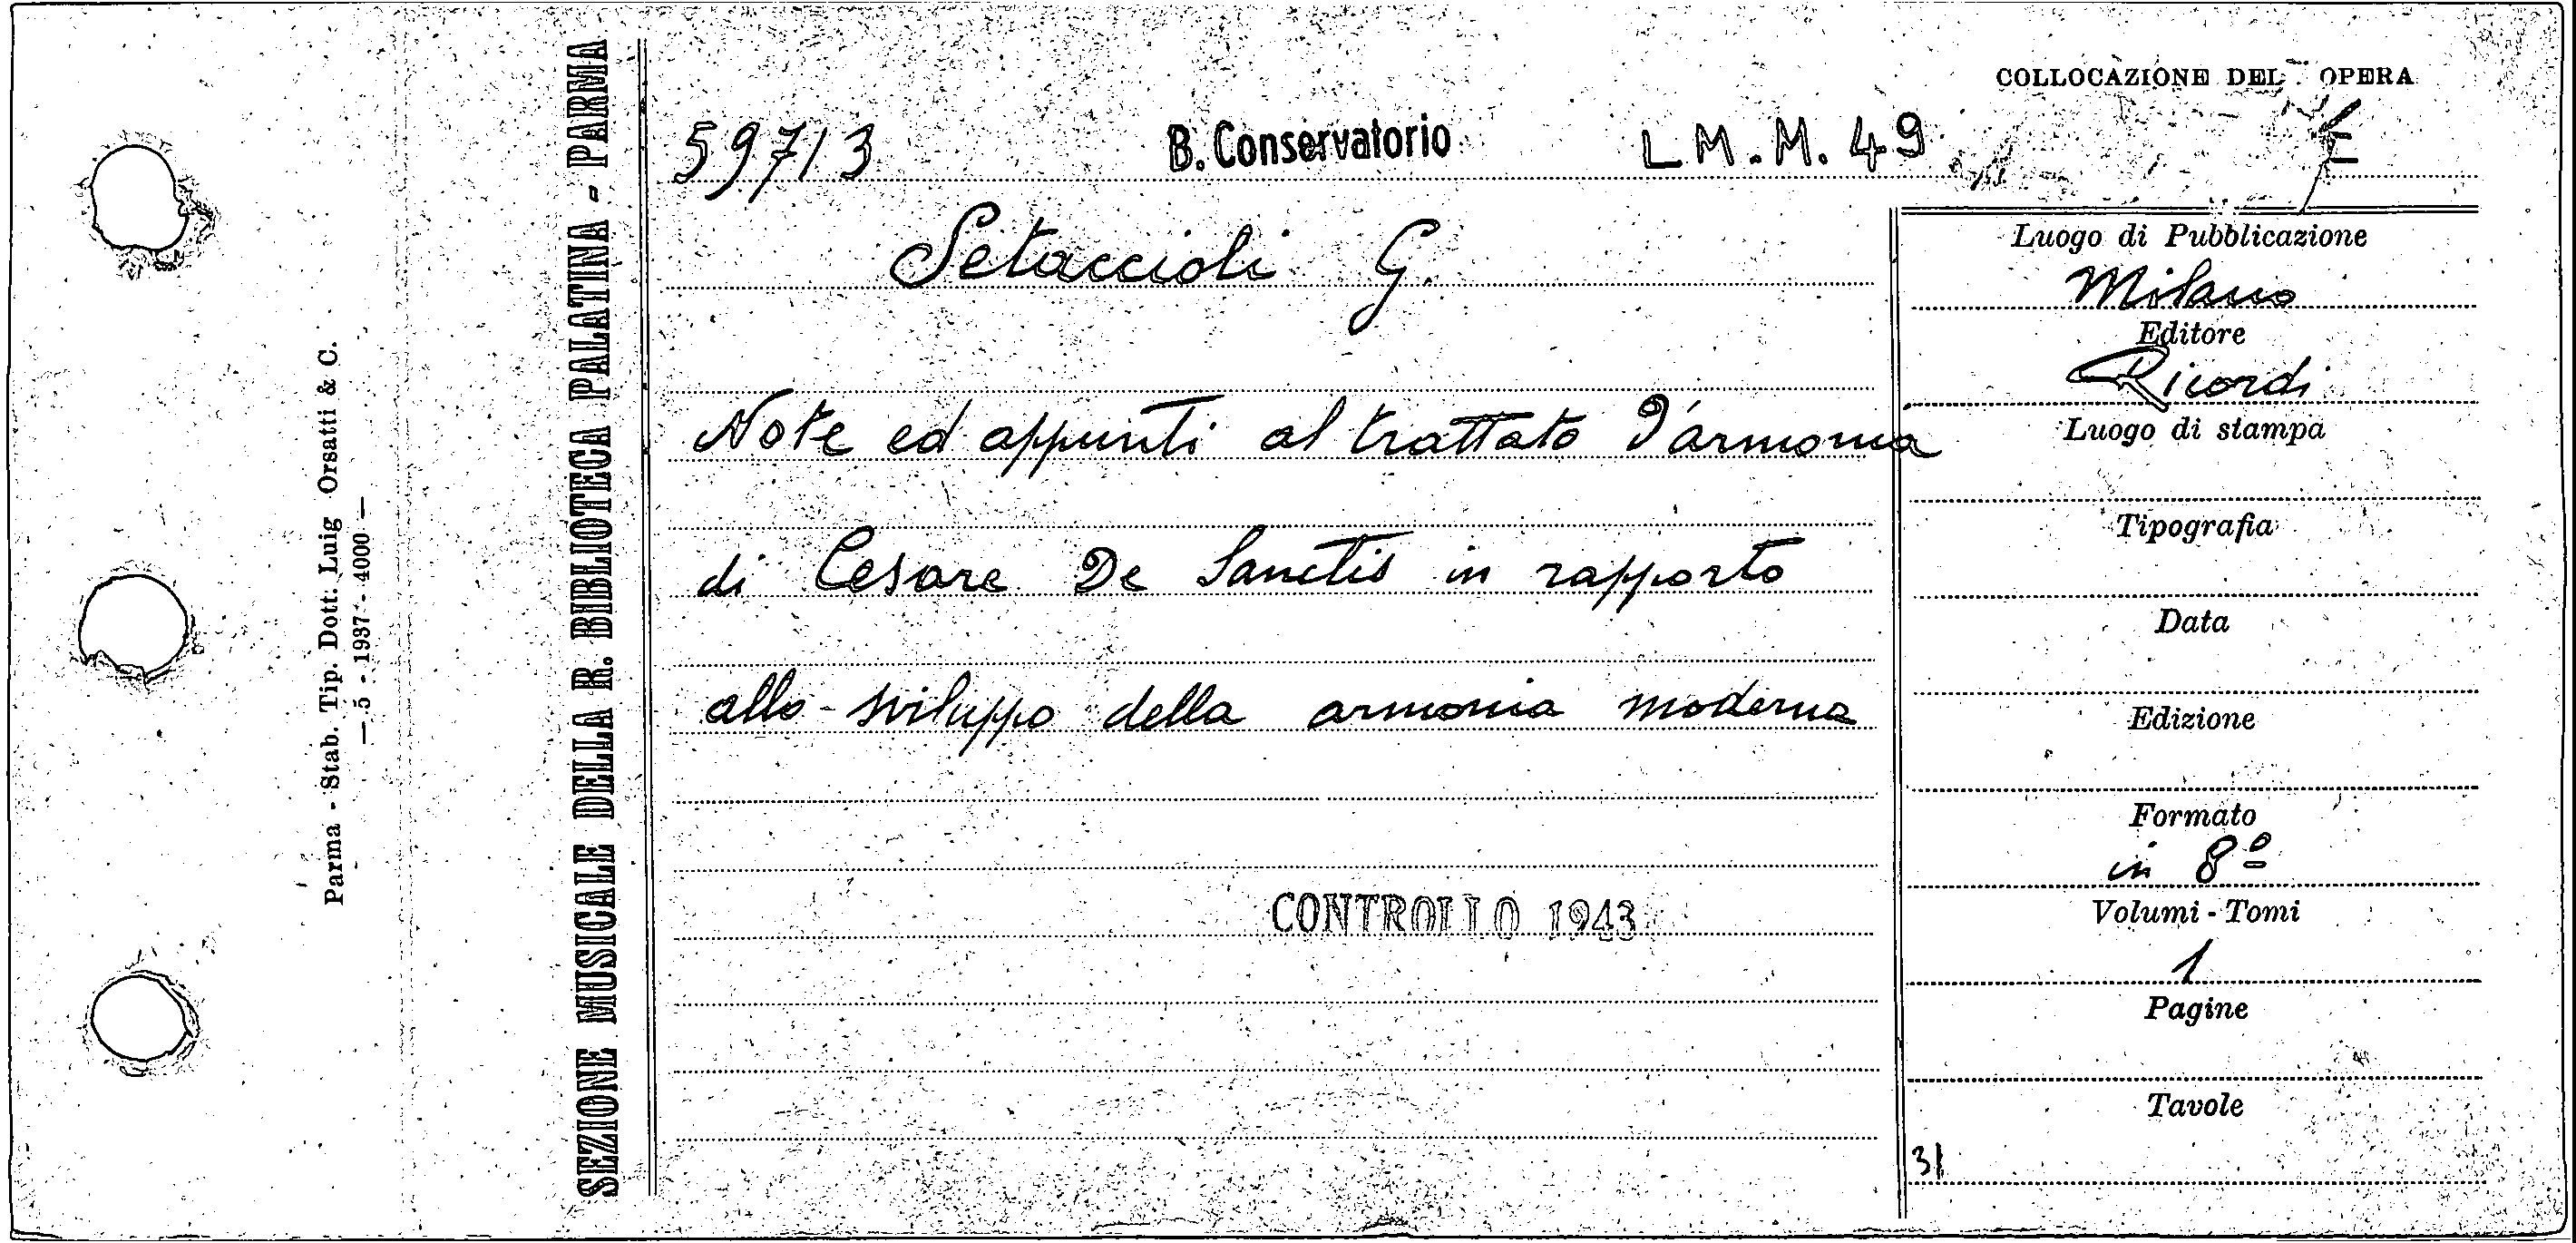 COLLOCAZIONE DEL OPERA
59713 B. Conservatorio L M. M. 49
Setaccioli G.
Note ed appunti al trattato d'armonia
di Cesare De Sanctis in rapporto
allo sviluppo della armonia moderna
CONTROLLO 1943
Luogo di Pubblicazione
Milano
Editore
Ricordi
Luogo di stampa
Tipografia
Data
Edizione
Formato
in 8º
Volumi - Tomi
1
Pagine
Tavole
31
SEZIONE MUSICALE DELLA R. BIBLIOTECA PALATINA - PARMA
Parma - Stab. Tip. Dott. Luig Orsatti & C.
— 5 - 1937 - 4000 —